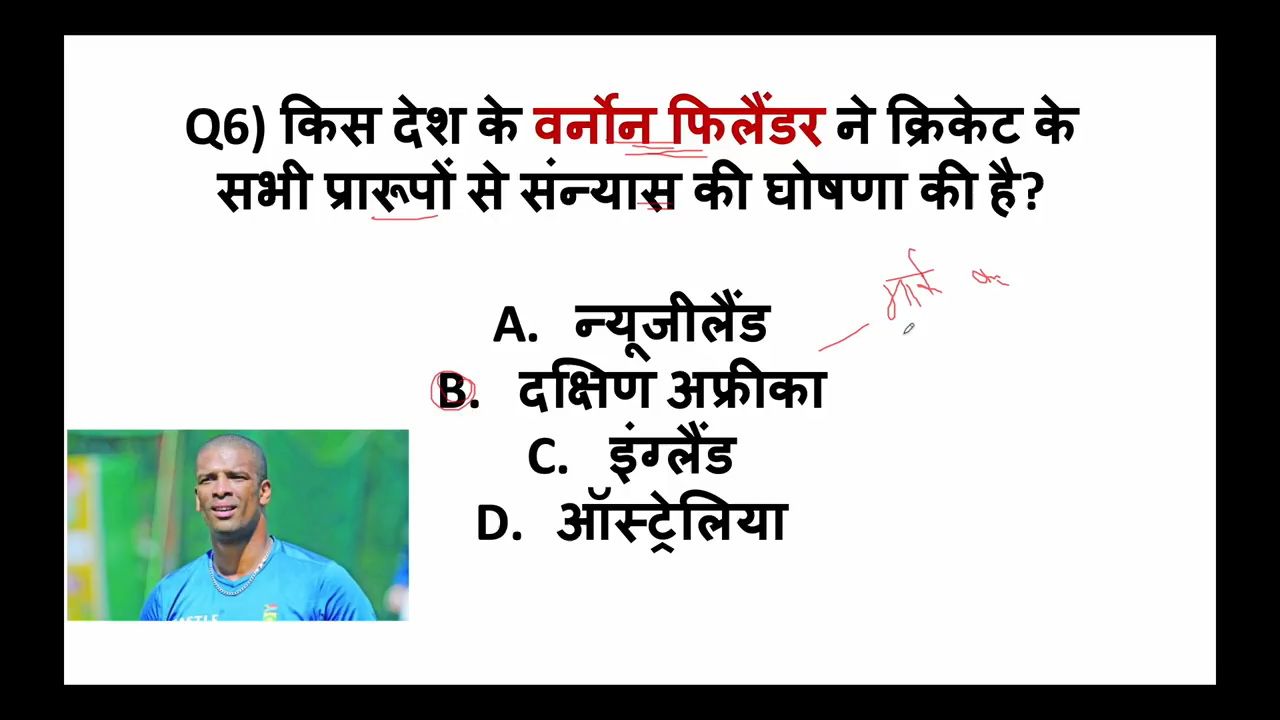 Q6) किस देश के वर्नोन फिलैंडर ने क्रिकेट के
सभी प्रारूपों से संन्यास की घोषणा की है?
A. न्यूजीलैंड
B. दक्षिण अफ्रीका
C. इंग्लैंड
D. ऑस्ट्रेलिया